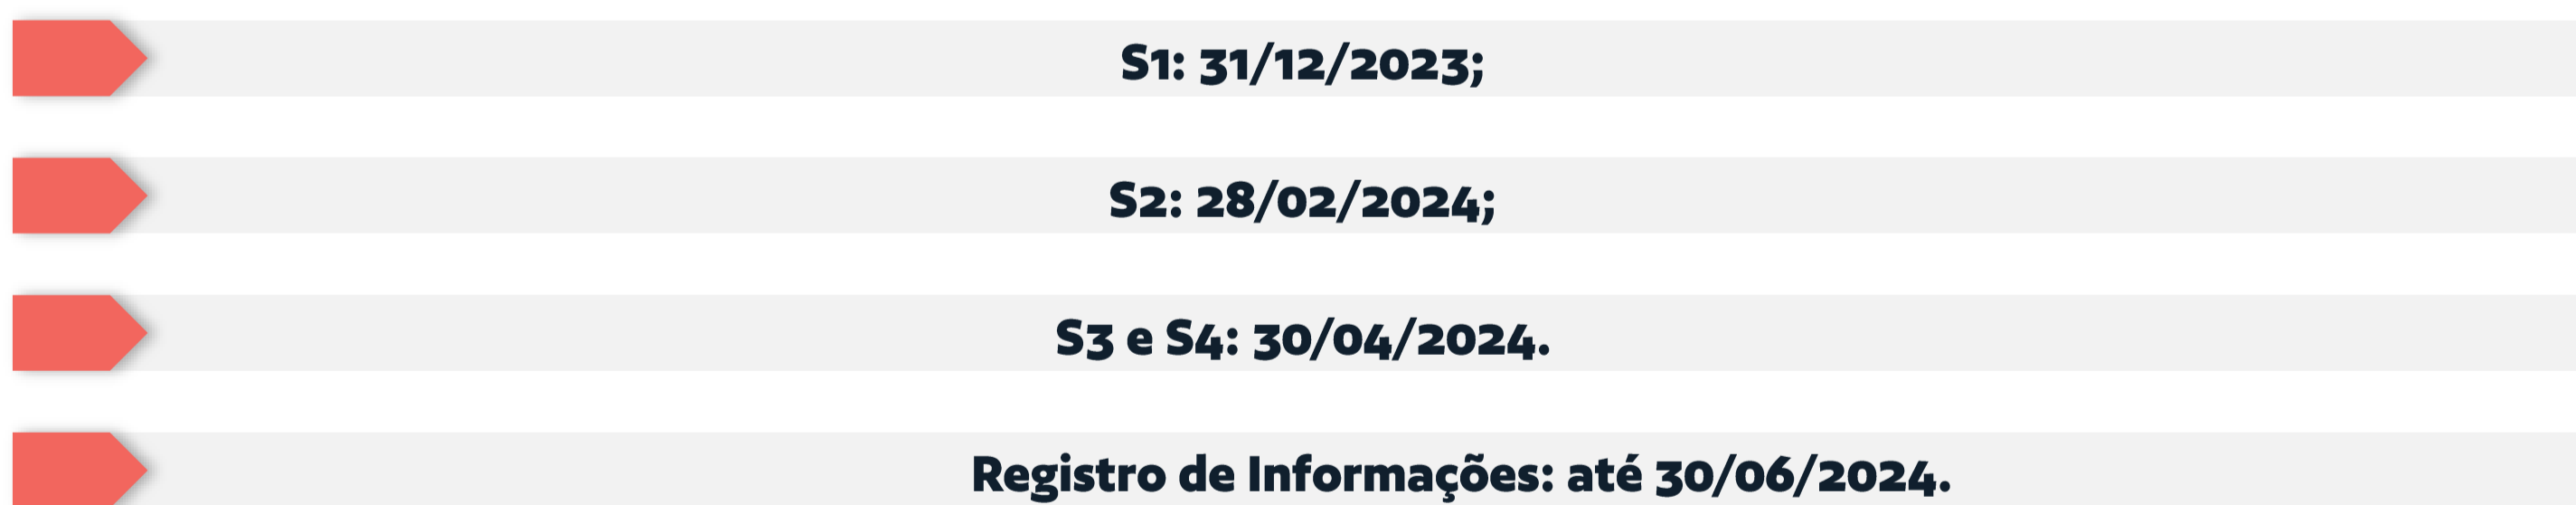 S1: 31/12/2023;
S2: 28/02/2024;
S3 e S4: 30/04/2024.
Registro de Informações: até 30/06/2024.